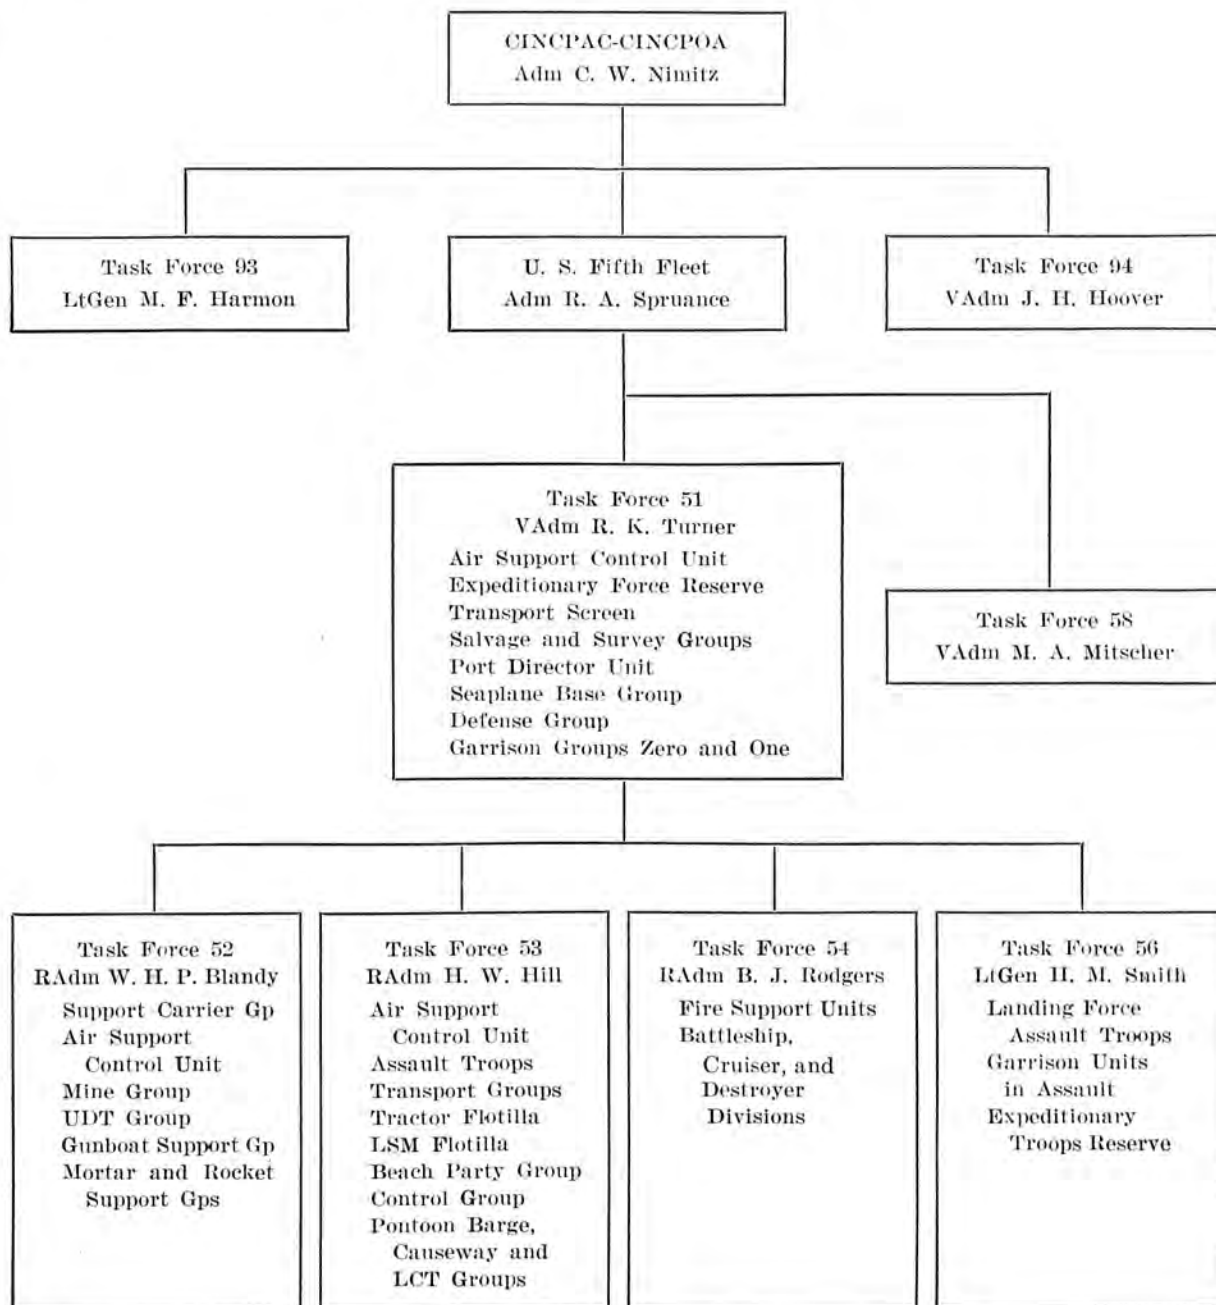 CINCPAC-CINCPOA
Adm C. W. Nimitz
Task Force 93
LtGen M. F. Harmon
U. S. Fifth Fleet
Adm R. A. Spruance
Task Force 94
VAdm J. H. Hoover
Task Force 51
VAdm R. K. Turner
Air Support Control Unit
Expeditionary Force Reserve
Transport Screen
Salvage and Survey Groups
Port Director Unit
Seaplane Base Group
Defense Group
Garrison Groups Zero and One
Task Force 58
VAdm M. A. Mitscher
Task Force 52
RAdm W. H. P. Blandy
Support Carrier Gp
Air Support
Control Unit
Mine Group
UDT Group
Gunboat Support Gp
Mortar and Rocket
Support Gps
Task Force 53
RAdm H. W. Hill
Air Support
Control Unit
Assault Troops
Transport Groups
Tractor Flotilla
LSM Flotilla
Beach Party Group
Control Group
Pontoon Barge,
Causeway and
LCT Groups
Task Force 54
RAdm B. J. Rodgers
Fire Support Units
Battleship,
Cruiser, and
Destroyer
Divisions
Task Force 56
LtGen H. M. Smith
Landing Force
Assault Troops
Garrison Units
in Assault
Expeditionary
Troops Reserve